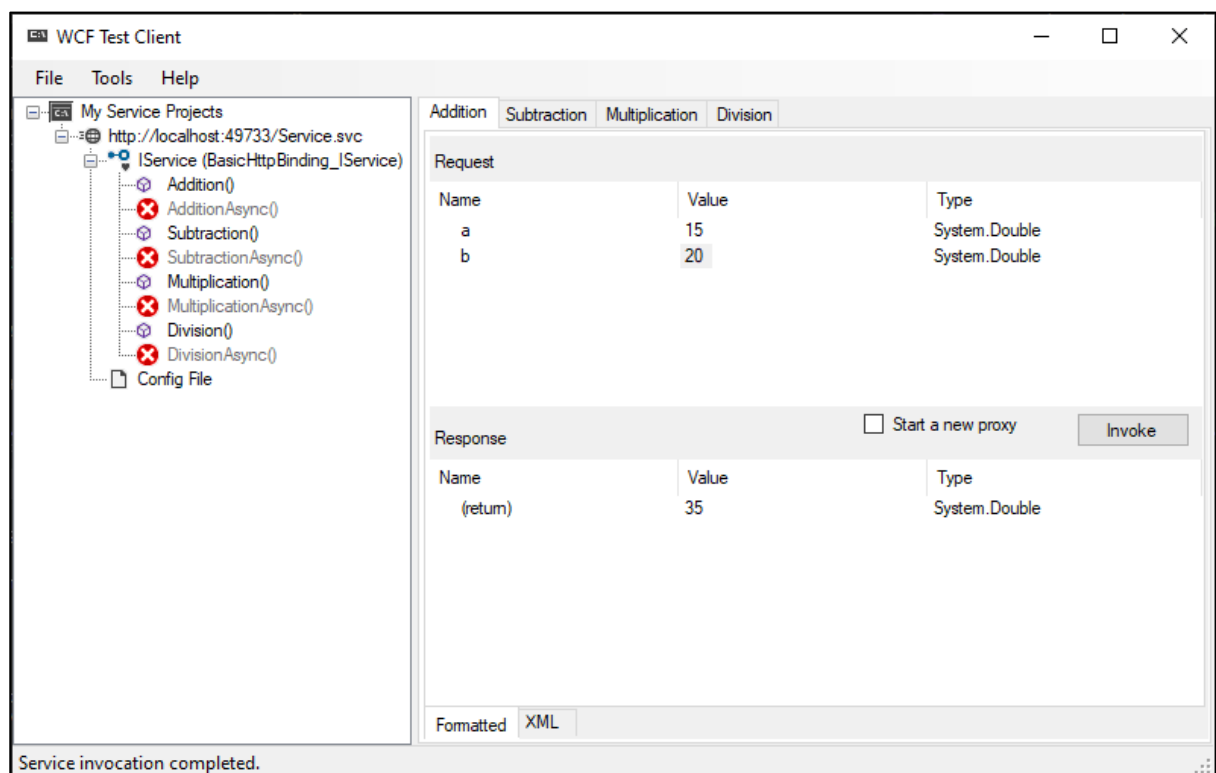 WCF Test Client
File Tools Help
My Service Projects
http://localhost:49733/Service.svc
IService (BasicHttpBinding_IService)
Addition()
AdditionAsync()
Subtraction()
SubtractionAsync()
Multiplication()
MultiplicationAsync()
Division()
DivisionAsync()
Config File
Addition Subtraction Multiplication Division
Request
Name Value Type
a 15 System.Double
b 20 System.Double
Response Start a new proxy Invoke
Name Value Type
(return) 35 System.Double
Formatted XML
Service invocation completed.